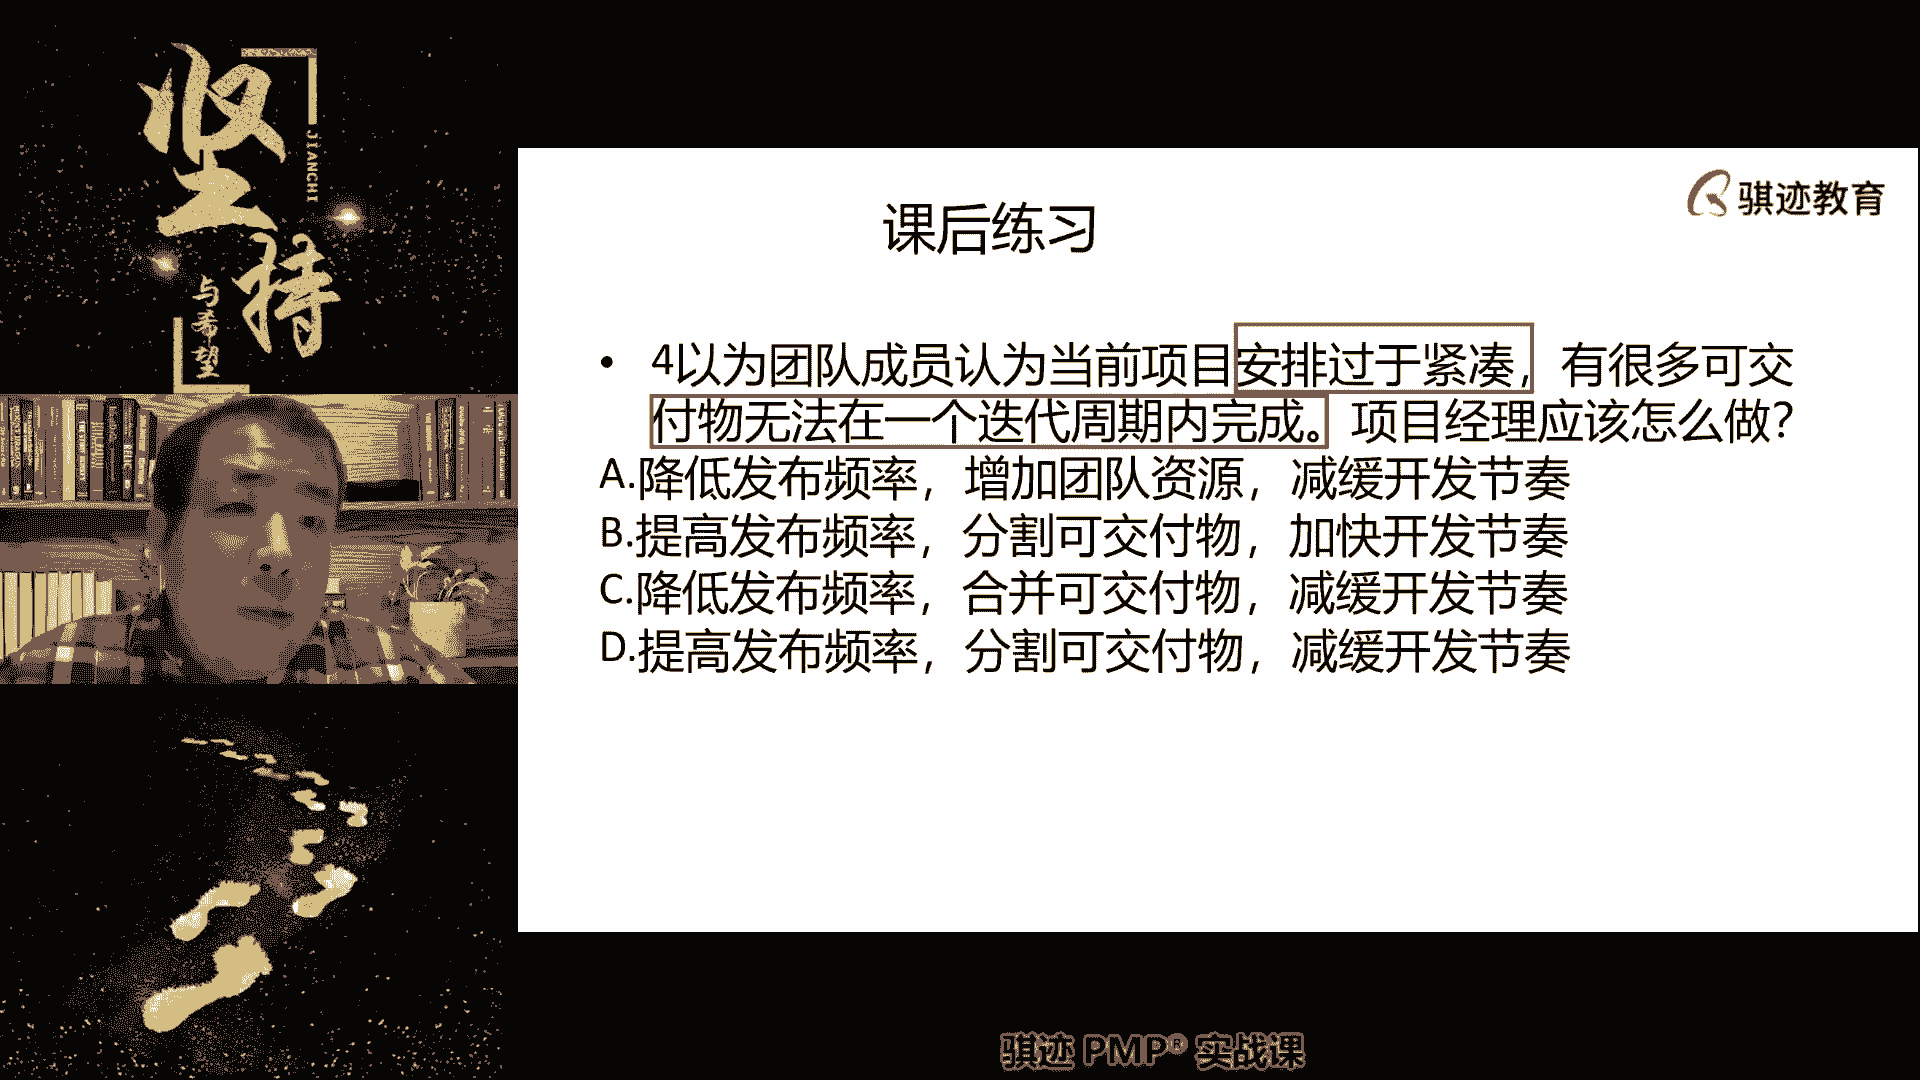 坚持
JIANCHI
与希望
骐迹教育
课后练习
• 4以为团队成员认为当前项目安排过于紧凑，有很多可交
付物无法在一个迭代周期内完成。项目经理应该怎么做？
A.降低发布频率，增加团队资源，减缓开发节奏
B.提高发布频率，分割可交付物，加快开发节奏
C.降低发布频率，合并可交付物，减缓开发节奏
D.提高发布频率，分割可交付物，减缓开发节奏
骐迹 PMP® 实战课